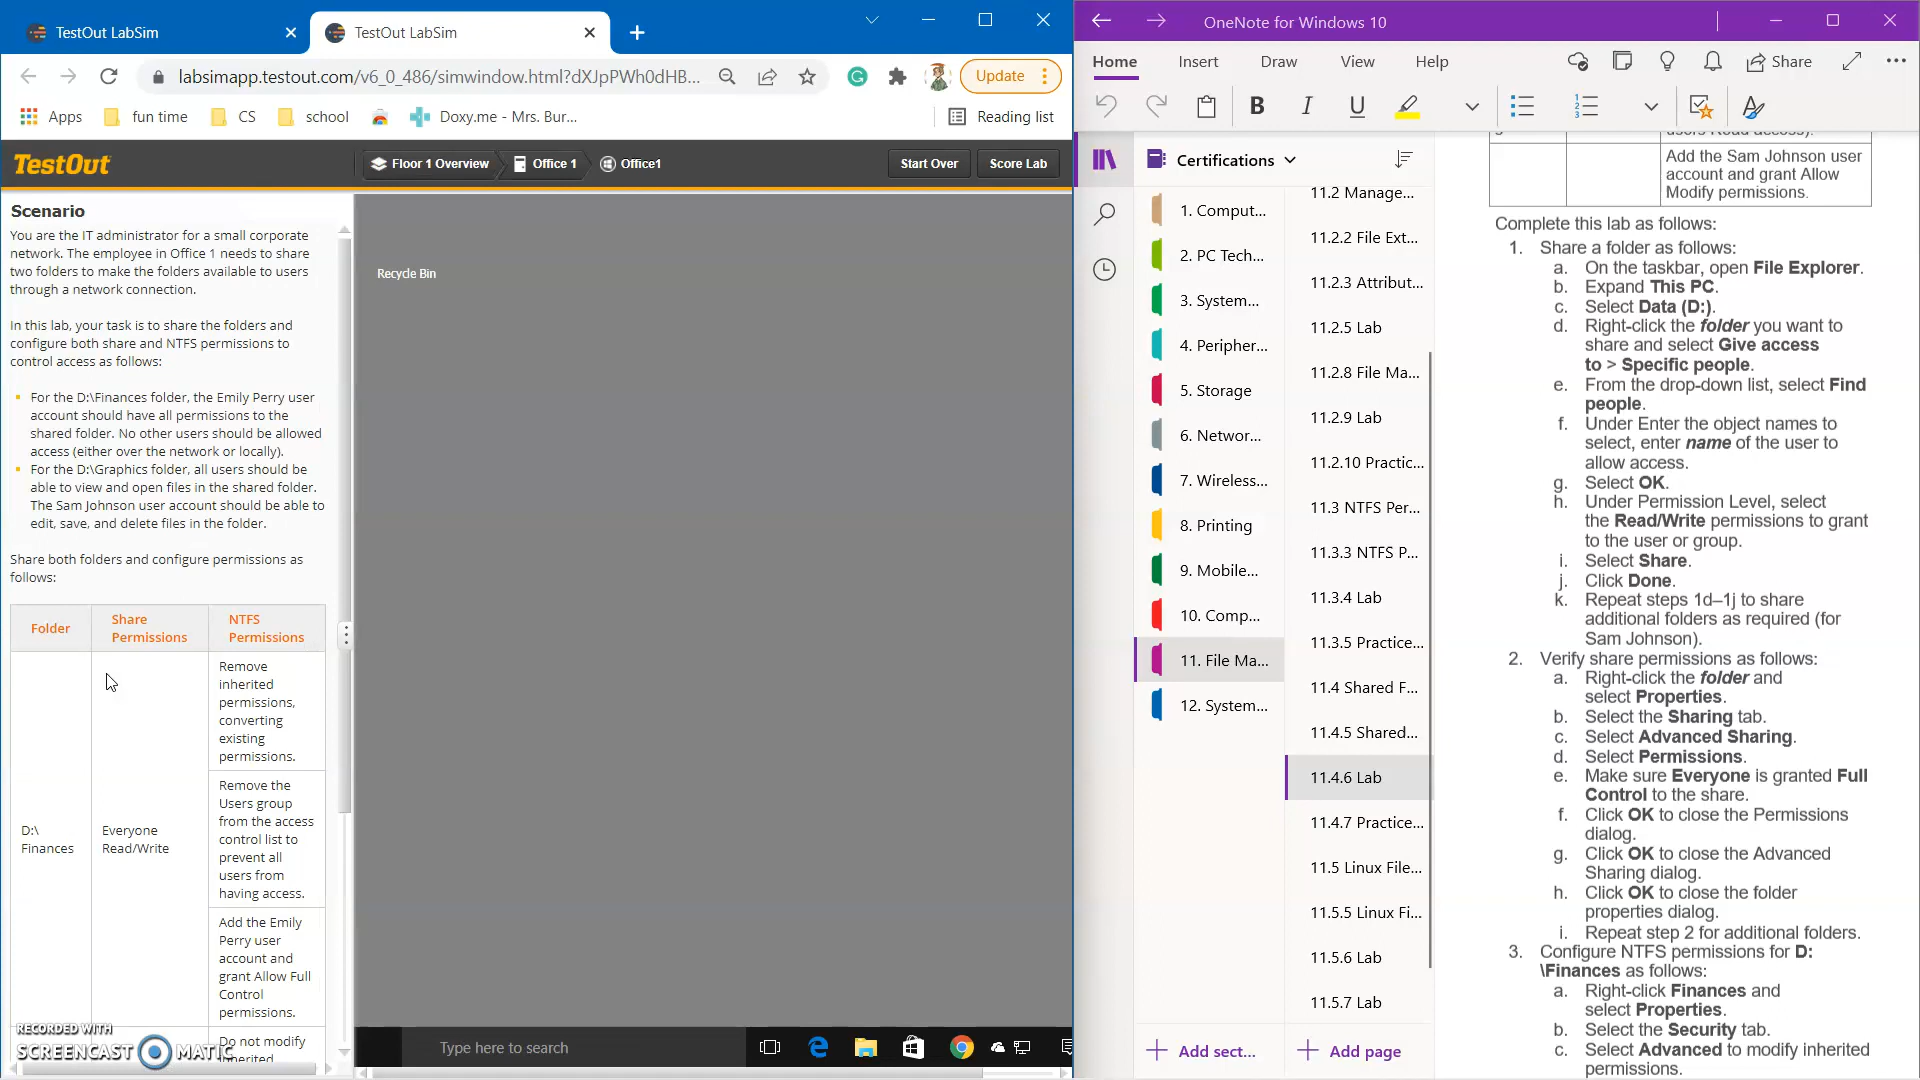 TestOut LabSim
TestOut LabSim
labsimapp.testout.com/v6_0_486/simwindow.html?dXJpPWh0dHB...
Update
Apps
fun time
CS
school
Doxy.me - Mrs. Bur...
Reading list
TestOut
Floor 1 Overview
Office 1
Office1
Start Over
Score Lab
Scenario
You are the IT administrator for a small corporate
network. The employee in Office 1 needs to share
two folders to make the folders available to users
through a network connection.
In this lab, your task is to share the folders and
configure both share and NTFS permissions to
control access as follows:
For the D:\Finances folder, the Emily Perry user
account should have all permissions to the
shared folder. No other users should be allowed
access (either over the network or locally).
For the D:\Graphics folder, all users should be
able to view and open files in the shared folder.
The Sam Johnson user account should be able to
edit, save, and delete files in the folder.
Share both folders and configure permissions as
follows:
Folder
Share
Permissions
NTFS
Permissions
D:\
Finances
Everyone
Read/Write
Remove
inherited
permissions,
converting
existing
permissions.
Remove the
Users group
from the access
control list to
prevent all
users from
having access.
Add the Emily
Perry user
account and
grant Allow Full
Control
permissions.
Do not modify
inherited
RECORDED WITH
SCREENCAST MATIC
Recycle Bin
Type here to search
OneNote for Windows 10
Home
Insert
Draw
View
Help
Share
B
I
U
Certifications
1. Comput...
2. PC Tech...
3. System...
4. Peripher...
5. Storage
6. Networ...
7. Wireless...
8. Printing
9. Mobile...
10. Comp...
11. File Ma...
12. System...
Add sect...
11.2 Manage...
11.2.2 File Ext...
11.2.3 Attribut...
11.2.5 Lab
11.2.8 File Ma...
11.2.9 Lab
11.2.10 Practic...
11.3 NTFS Per...
11.3.3 NTFS P...
11.3.4 Lab
11.3.5 Practice...
11.4 Shared F...
11.4.5 Shared...
11.4.6 Lab
11.4.7 Practice...
11.5 Linux File...
11.5.5 Linux Fi...
11.5.6 Lab
11.5.7 Lab
Add page
users Read access).
Add the Sam Johnson user
account and grant Allow
Modify permissions.
Complete this lab as follows:
1. Share a folder as follows:
a. On the taskbar, open File Explorer.
b. Expand This PC.
c. Select Data (D:).
d. Right-click the folder you want to
share and select Give access
to > Specific people.
e. From the drop-down list, select Find
people.
f. Under Enter the object names to
select, enter name of the user to
allow access.
g. Select OK.
h. Under Permission Level, select
the Read/Write permissions to grant
to the user or group.
i. Select Share.
j. Click Done.
k. Repeat steps 1d–1j to share
additional folders as required (for
Sam Johnson).
2. Verify share permissions as follows:
a. Right-click the folder and
select Properties.
b. Select the Sharing tab.
c. Select Advanced Sharing.
d. Select Permissions.
e. Make sure Everyone is granted Full
Control to the share.
f. Click OK to close the Permissions
dialog.
g. Click OK to close the Advanced
Sharing dialog.
h. Click OK to close the folder
properties dialog.
i. Repeat step 2 for additional folders.
3. Configure NTFS permissions for D:
\Finances as follows:
a. Right-click Finances and
select Properties.
b. Select the Security tab.
c. Select Advanced to modify inherited
permissions.